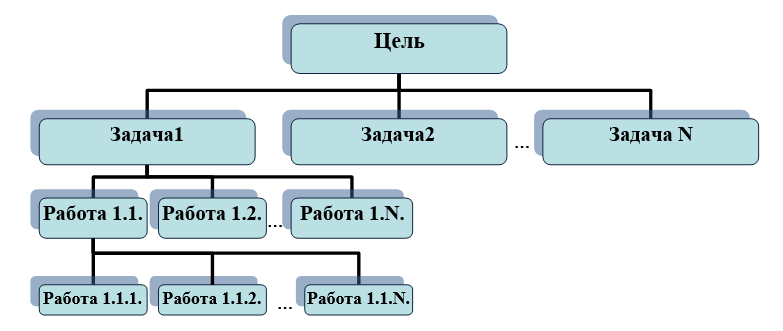 Цель
Задача1
Задача2
...
Задача N
Работа 1.1.
Работа 1.2.
...
Работа 1.N.
Работа 1.1.1.
Работа 1.1.2.
...
Работа 1.1.N.